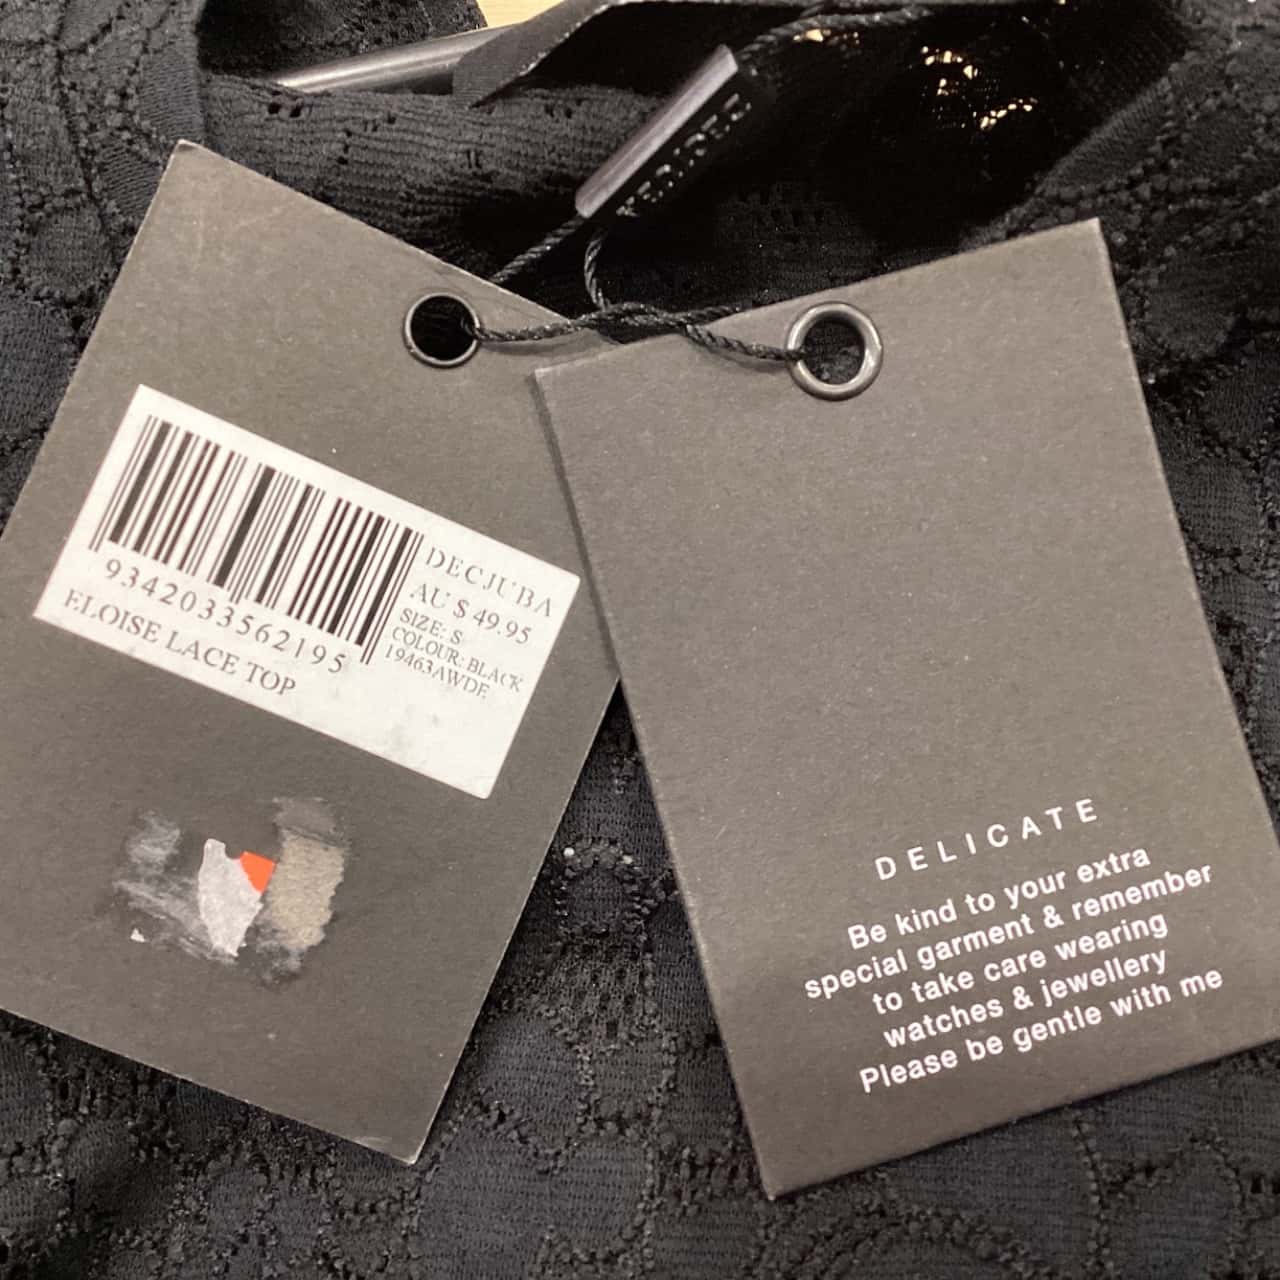 DECJUBA
AU $ 49.95
SIZE: S
COLOUR: BLACK
19463AWDE
9342033562195
ELOISE LACE TOP
DELICATE
Be kind to your extra
special garment & remember
to take care wearing
watches & jewellery
Please be gentle with me